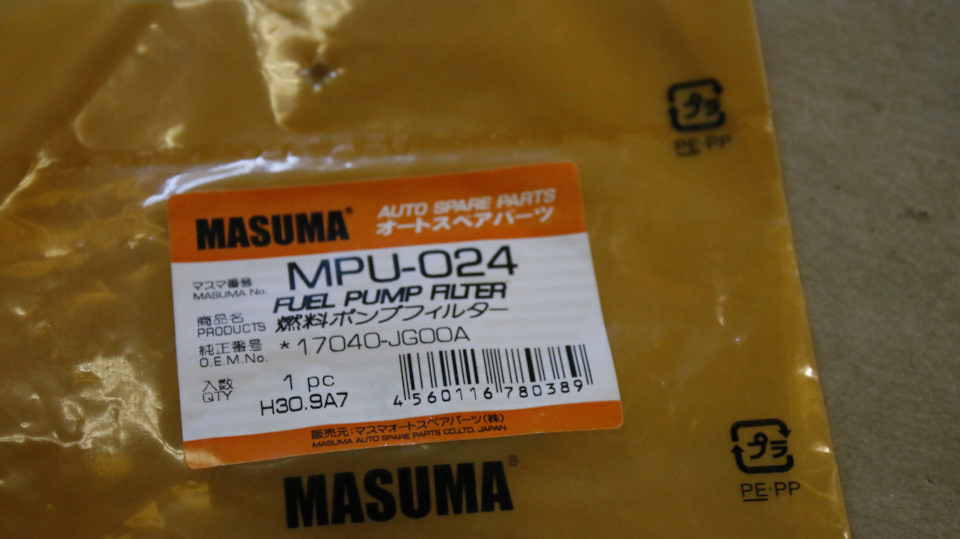 プラ
PE・PP
MASUMA®
AUTO SPARE PARTS
オートスペアパーツ
マスマ番号
MASUMA No.
MPU-024
商品名
PRODUCTS
FUEL PUMP FILTER
燃料ポンプフィルター
純正番号
O.E.M.No.
*17040-JG00A
入数
QTY
1 pc
H30.9A7
4 560116 780389
販売元:マスマオートスペアパーツ(株)
MASUMA AUTO SPARE PARTS CO.,LTD. JAPAN
MASUMA®
プラ
PE・PP